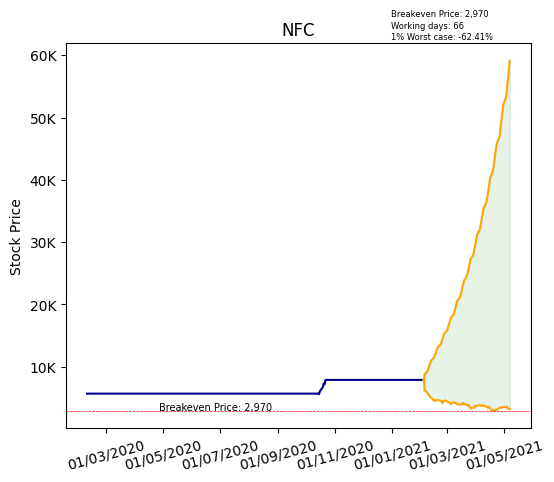 Breakeven Price: 2,970
Working days: 66
1% Worst case: -62.41%
NFC
60K
50K
40K
30K
20K
10K
Stock Price
Breakeven Price: 2,970
01/03/2020 01/05/2020 01/07/2020 01/09/2020 01/11/2020 01/01/2021 01/03/2021 01/05/2021